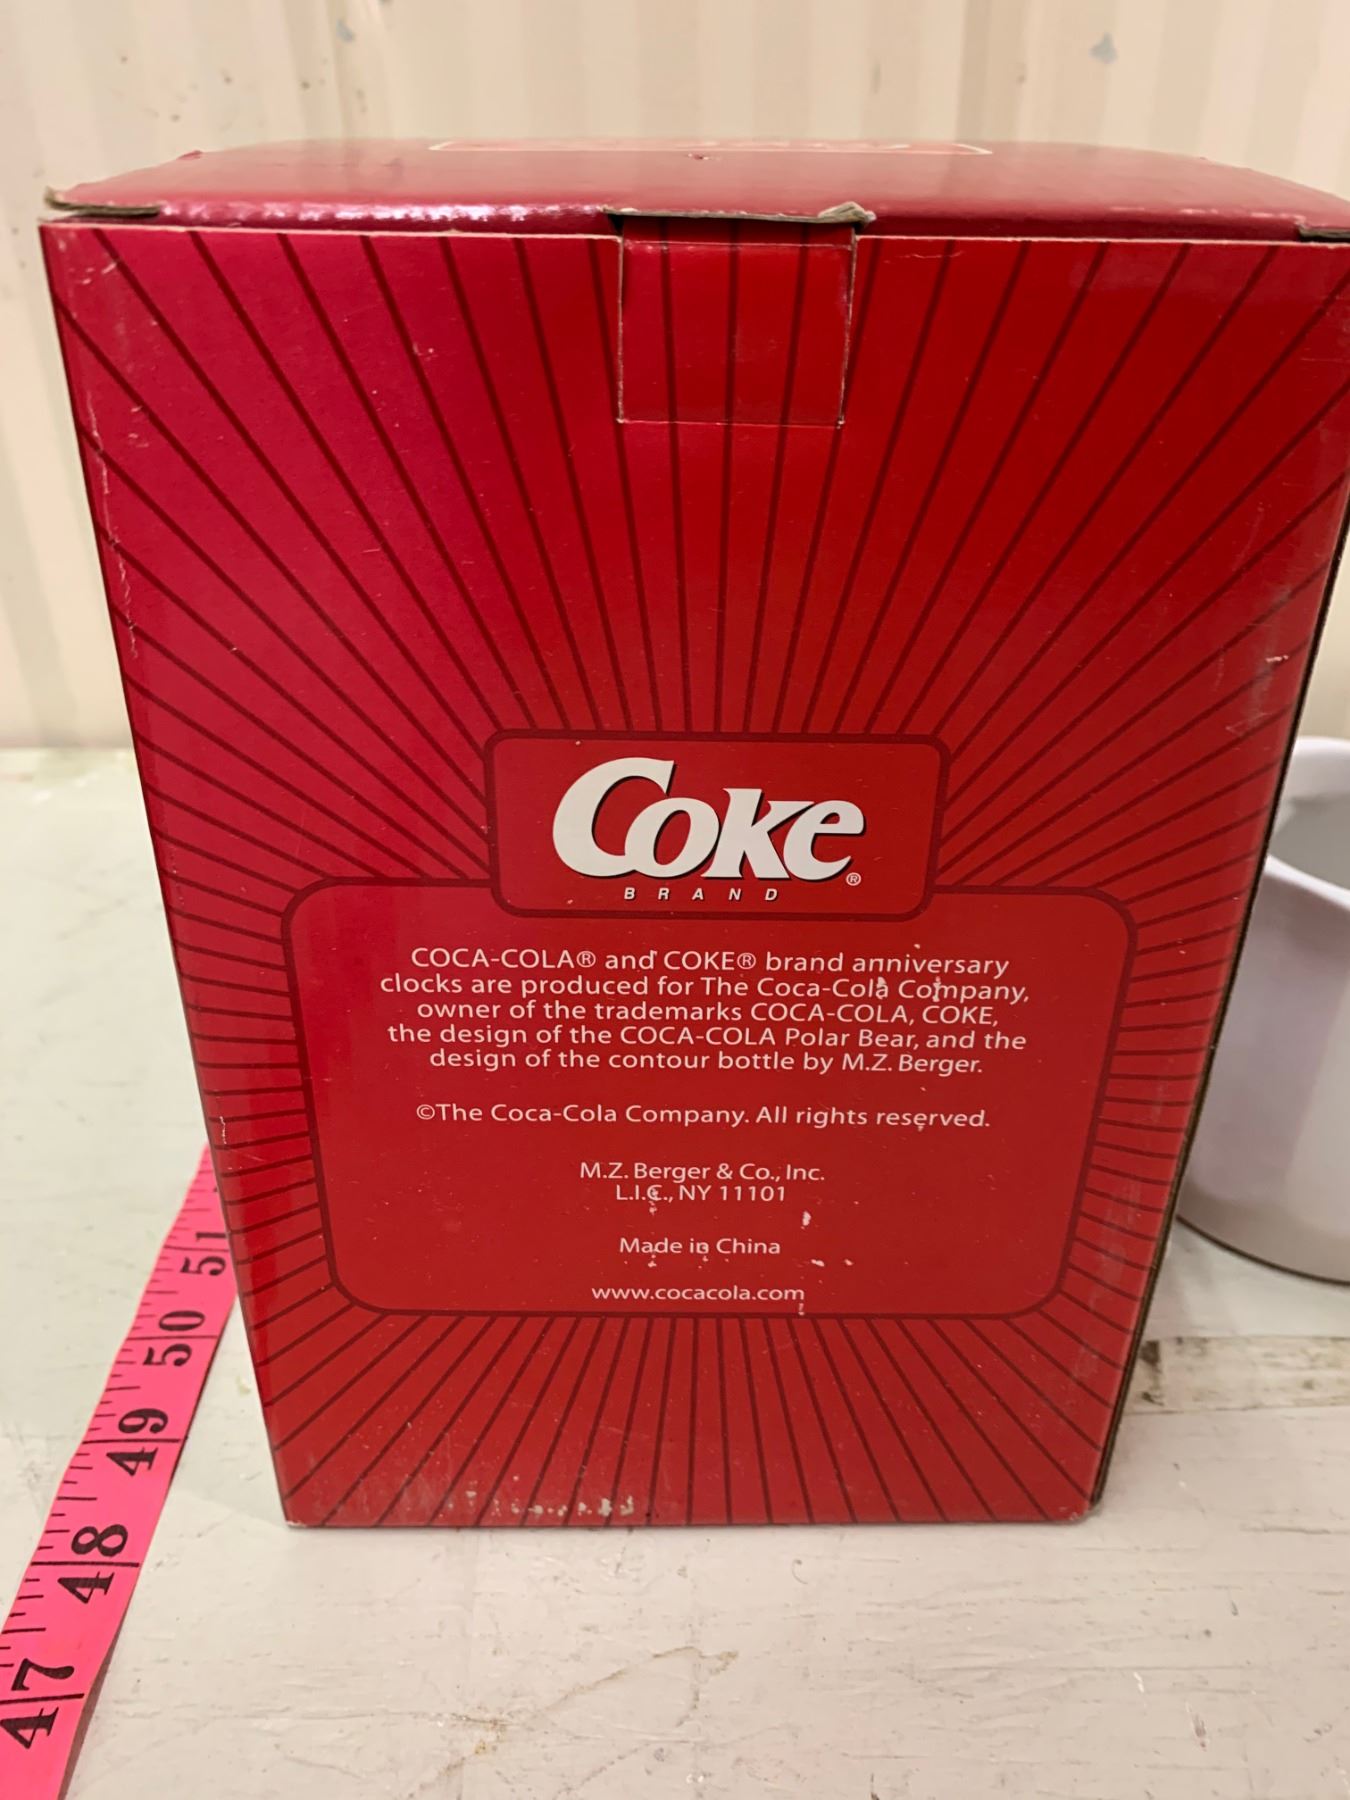 Coke®
BRAND
COCA-COLA® and COKE® brand anniversary
clocks are produced for The Coca-Cola Company,
owner of the trademarks COCA-COLA, COKE,
the design of the COCA-COLA Polar Bear, and the
design of the contour bottle by M.Z. Berger.
©The Coca-Cola Company. All rights reserved.
M.Z. Berger & Co., Inc.
L.I.C., NY 11101
Made in China
www.cocacola.com
51
50
49
48
47